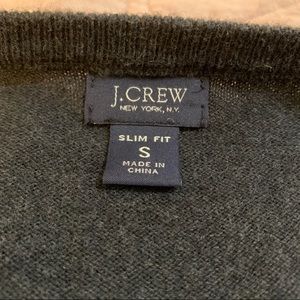 J.CREW
NEW YORK, N.Y.
SLIM FIT
S
MADE IN
CHINA